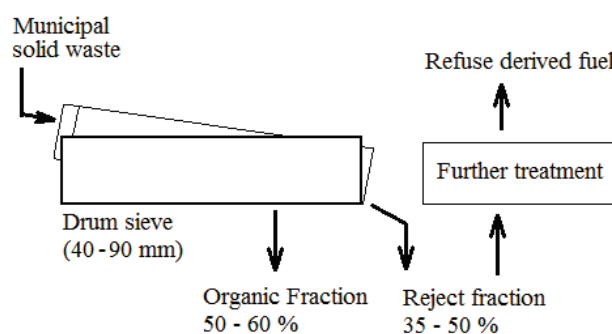 Municipal
solid waste
Refuse derived fuel
Further treatment
Drum sieve
(40-90 mm)
Organic Fraction
50 - 60 %
Reject fraction
35 - 50 %